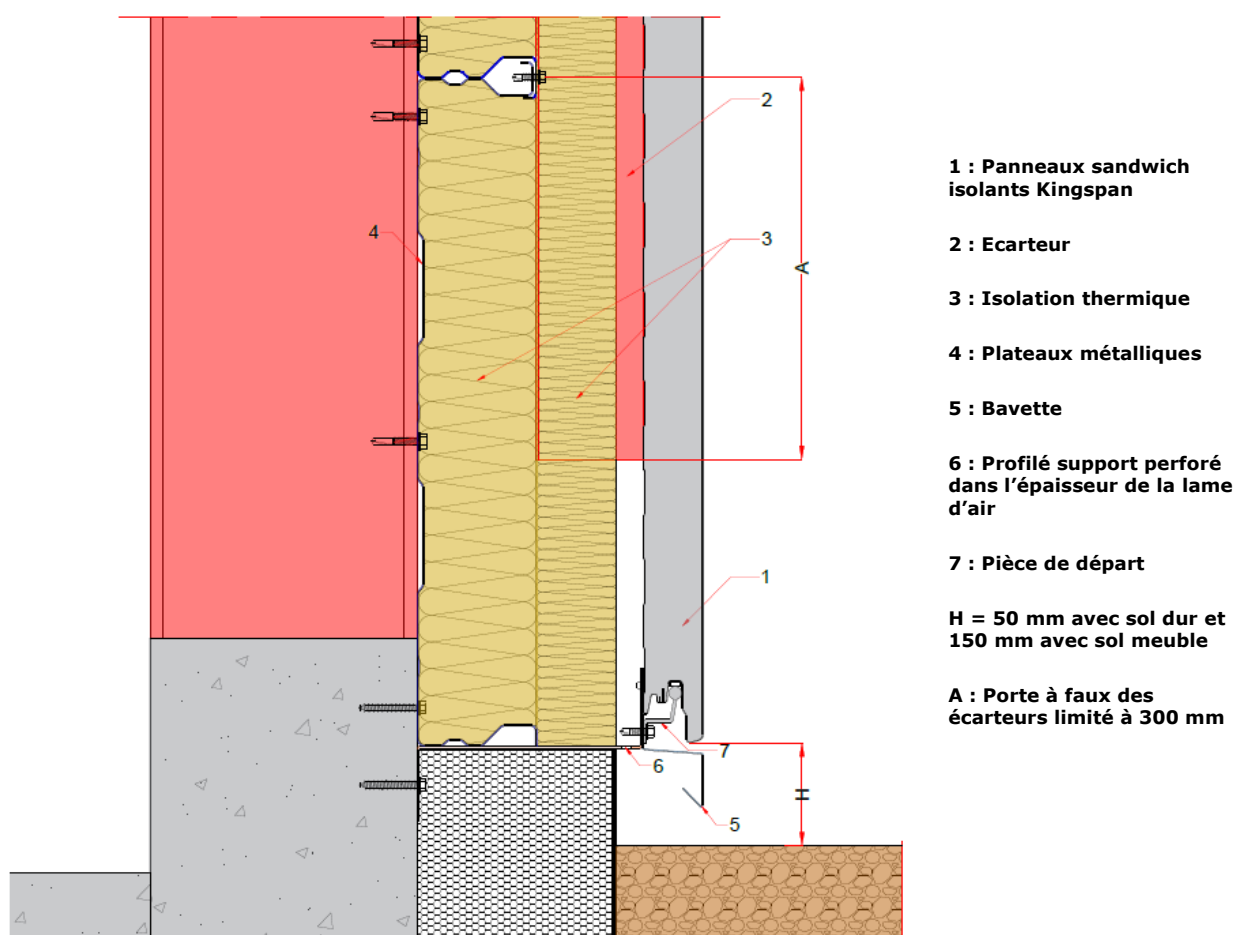 2
3
4
A
1
7
6
5
H
1 : Panneaux sandwich
isolants Kingspan
2 : Ecarteur
3 : Isolation thermique
4 : Plateaux métalliques
5 : Bavette
6 : Profilé support perforé
dans l’épaisseur de la lame
d’air
7 : Pièce de départ
H = 50 mm avec sol dur et
150 mm avec sol meuble
A : Porte à faux des
écarteurs limité à 300 mm